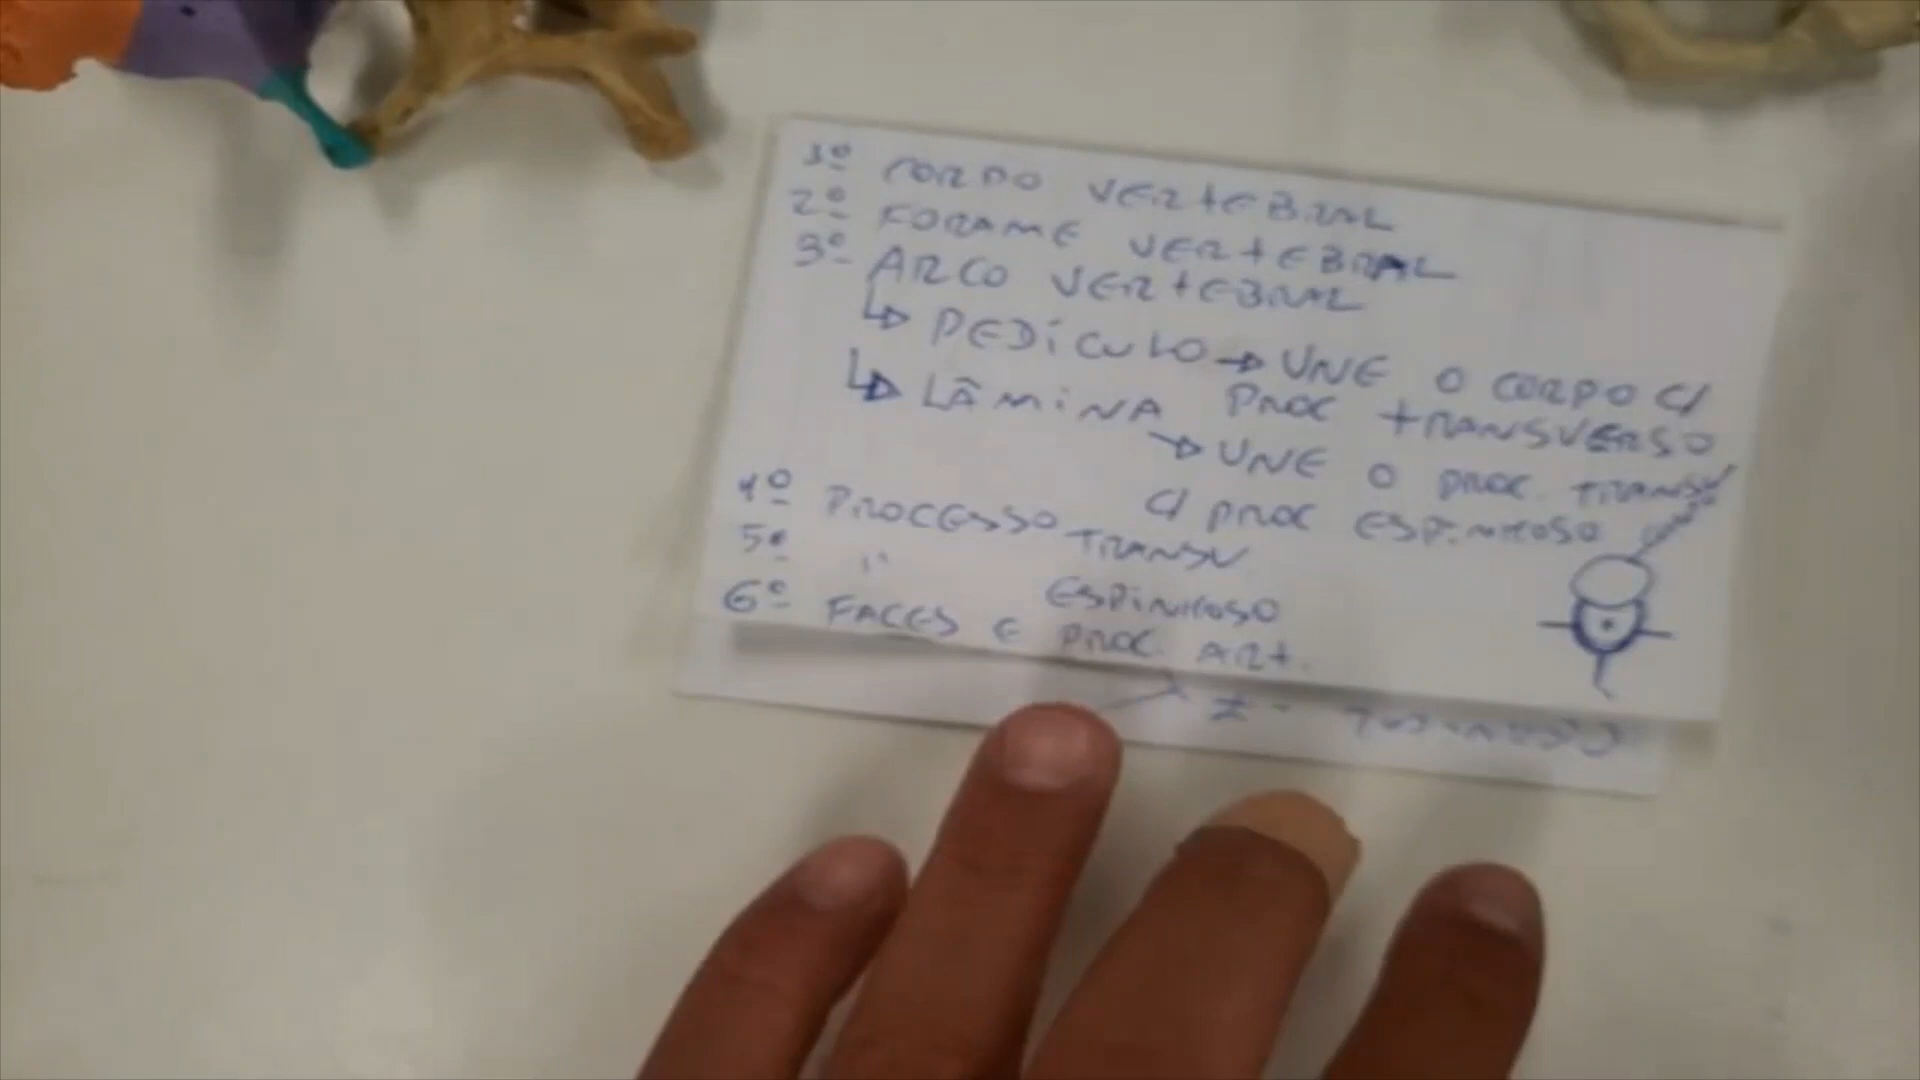 1º CORPO VERTEBRAL
2º FORAME VERTEBRAL
3º ARCO VERTEBRAL
↳ PEDÍCULO → UNE O CORPO C/
PROC TRANSVERSO
↳ LÂMINA
→ UNE O PROC. TRANSV
C/ PROC ESPINHOSO
4º PROCESSO TRANSV
5º " ESPINHOSO
6º FACES E PROC. ART.